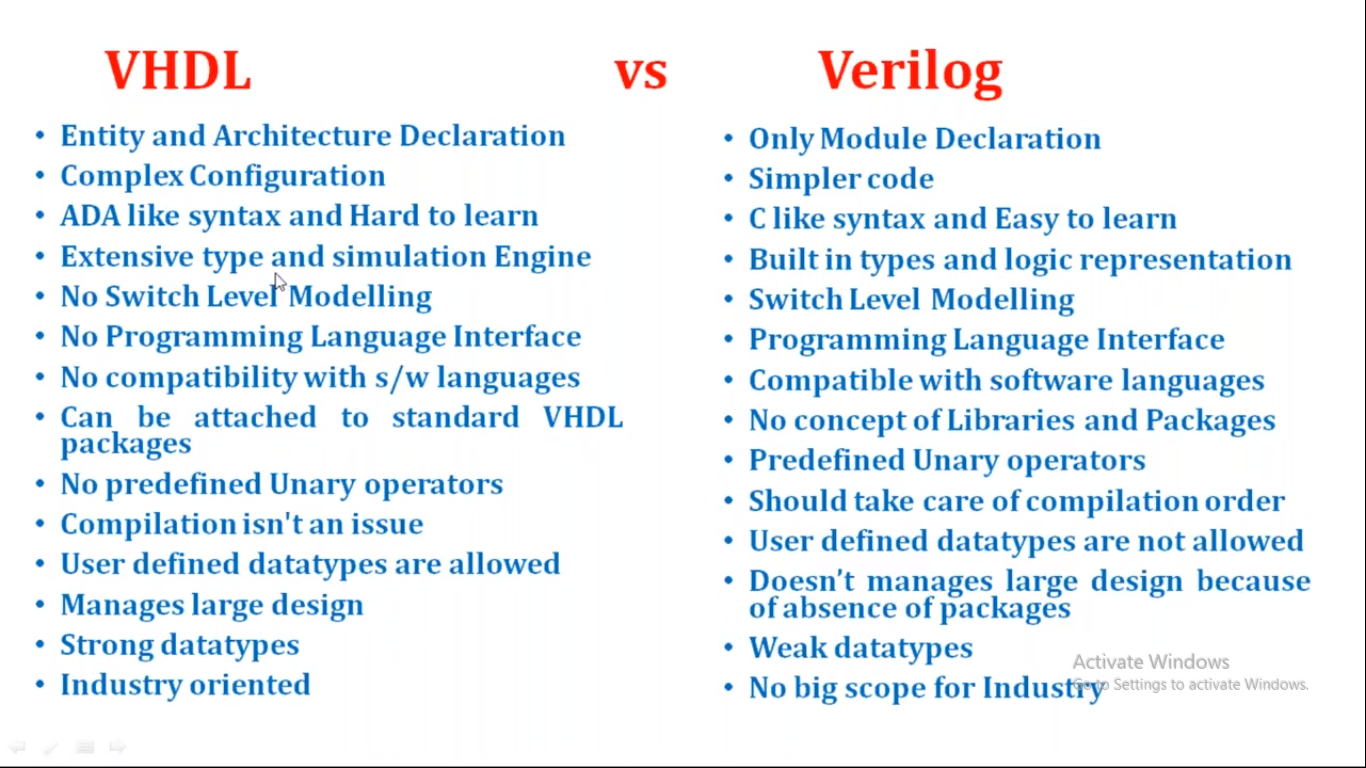 VHDL vs Verilog
• Entity and Architecture Declaration
• Complex Configuration
• ADA like syntax and Hard to learn
• Extensive type and simulation Engine
• No Switch Level Modelling
• No Programming Language Interface
• No compatibility with s/w languages
• Can be attached to standard VHDL
packages
• No predefined Unary operators
• Compilation isn't an issue
• User defined datatypes are allowed
• Manages large design
• Strong datatypes
• Industry oriented
• Only Module Declaration
• Simpler code
• C like syntax and Easy to learn
• Built in types and logic representation
• Switch Level Modelling
• Programming Language Interface
• Compatible with software languages
• No concept of Libraries and Packages
• Predefined Unary operators
• Should take care of compilation order
• User defined datatypes are not allowed
• Doesn’t manages large design because
of absence of packages
• Weak datatypes
• No big scope for Industry
Activate Windows
Go to Settings to activate Windows.